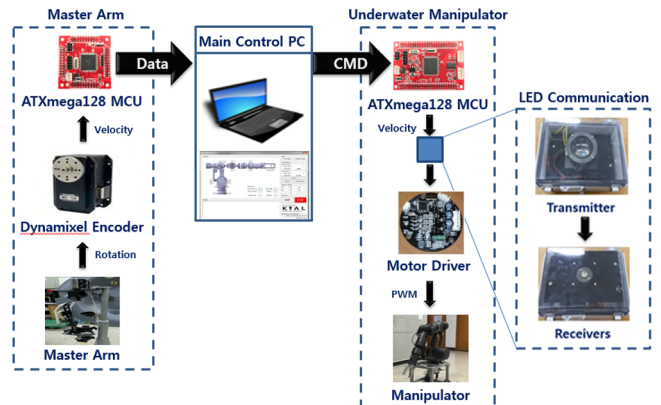 Master Arm
ATXmega128 MCU
Velocity
Dynamixel Encoder
Rotation
Master Arm
Data
Main Control PC
KTAL
CMD
Underwater Manipulator
ATXmega128 MCU
Velocity
Motor Driver
PWM
Manipulator
LED Communication
Transmitter
Receivers